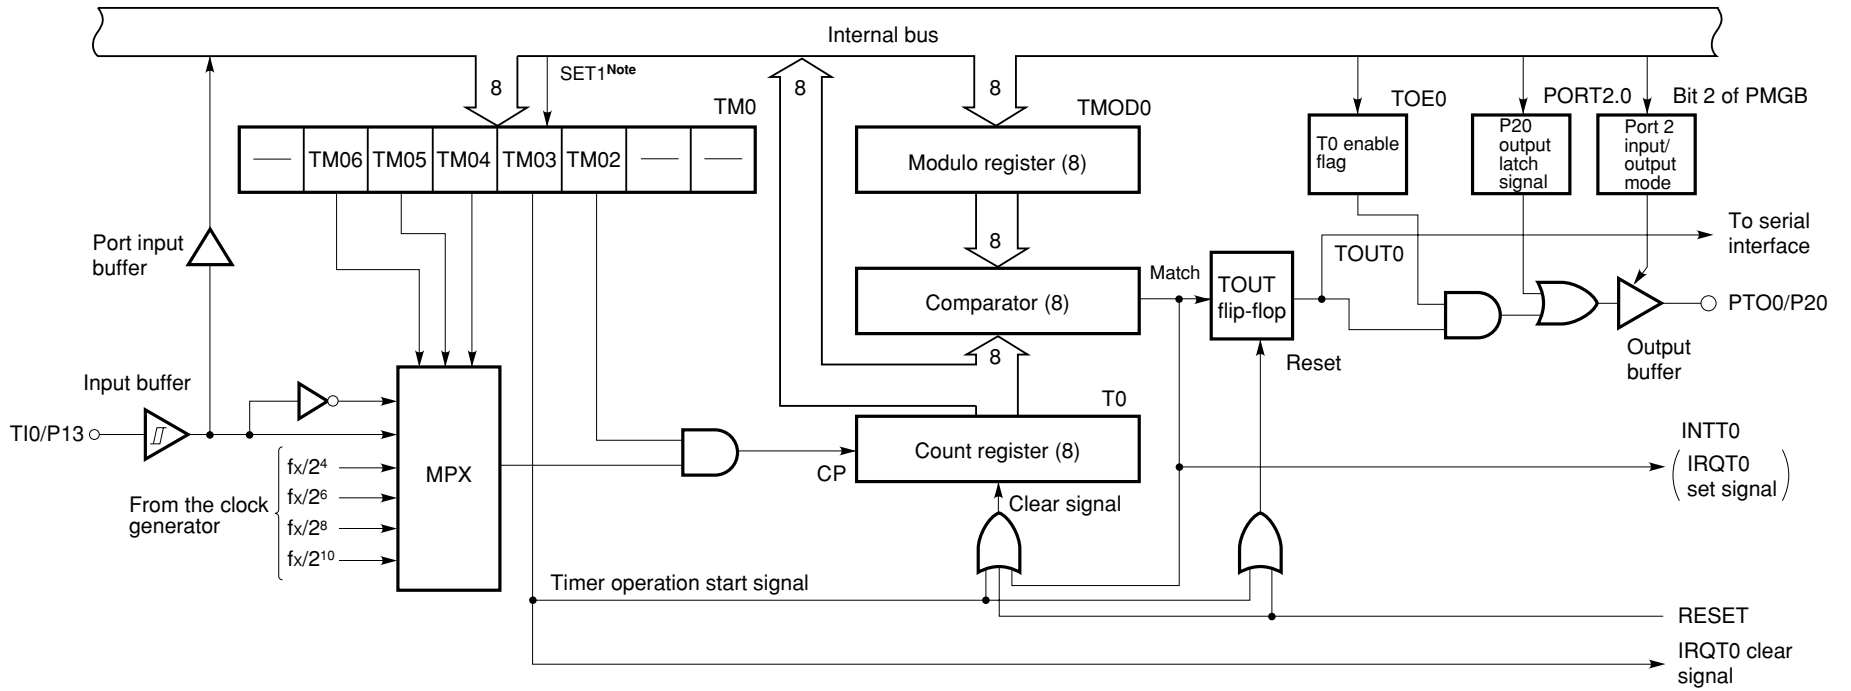 Internal bus
8
SET1Note
8
8
TM0
TMOD0
TOE0
PORT2.0
Bit 2 of PMGB
TM06
TM05
TM04
TM03
TM02
Modulo register (8)
T0 enable
flag
P20
output
latch
signal
Port 2
input/
output
mode
Port input
buffer
8
To serial
interface
TOUT0
Match
Comparator (8)
TOUT
flip-flop
PTO0/P20
Output
buffer
8
Reset
Input buffer
T0
TI0/P13
MPX
CP
Count register (8)
INTT0
IRQT0
set signal
From the clock
generator
fX/2⁴
fX/2⁶
fX/2⁸
fX/2¹⁰
Clear signal
Timer operation start signal
RESET
IRQT0 clear
signal